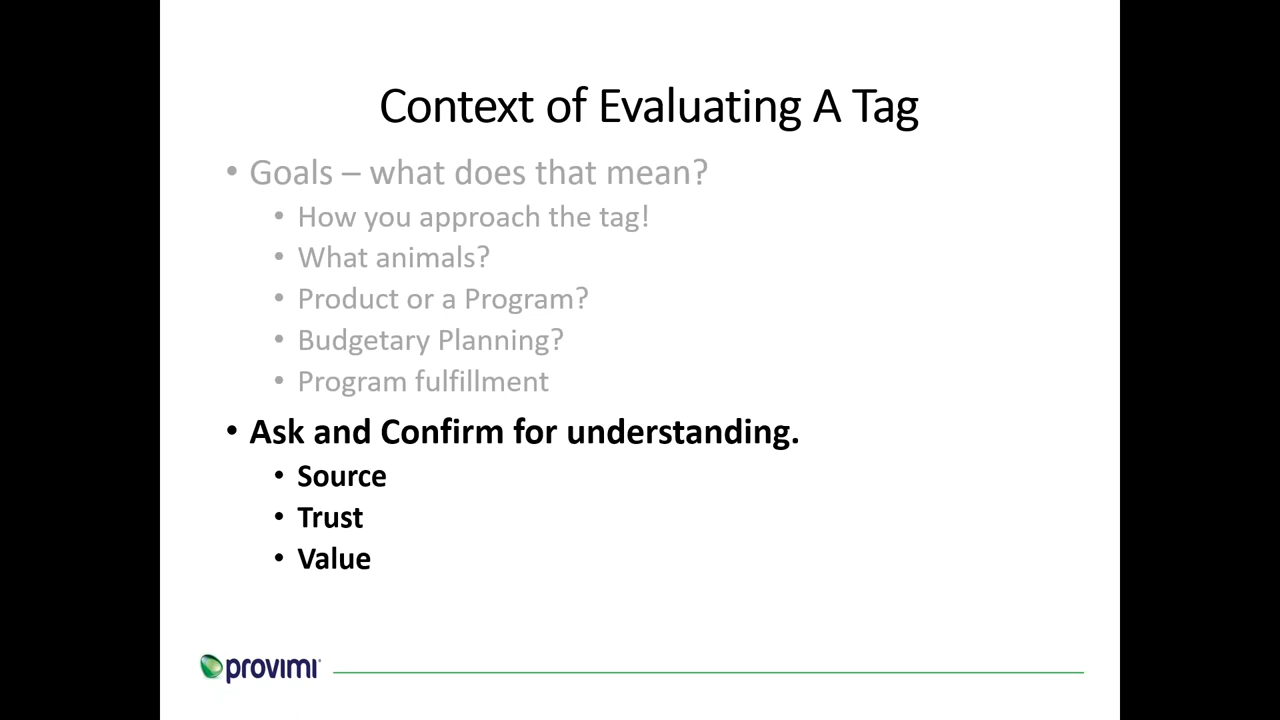 Context of Evaluating A Tag
• Goals – what does that mean?
• How you approach the tag!
• What animals?
• Product or a Program?
• Budgetary Planning?
• Program fulfillment
• Ask and Confirm for understanding.
• Source
• Trust
• Value
provimi